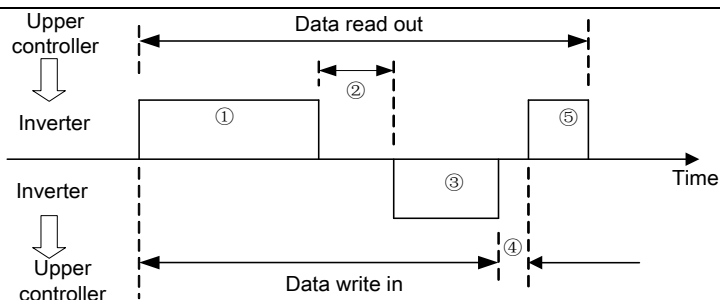 Upper
controller
Data read out
②
Inverter
①
⑤
Time
Inverter
③
④
Upper
controller
Data write in